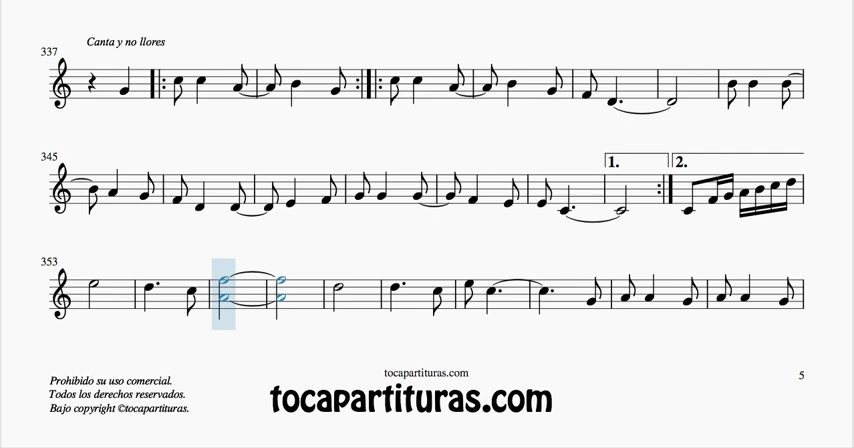 Canta y no llores
337
345
1.
2.
353
tocapartituras.com
5
Prohibido su uso comercial.
Todos los derechos reservados.
Bajo copyright ©tocapartituras.
tocapartituras.com